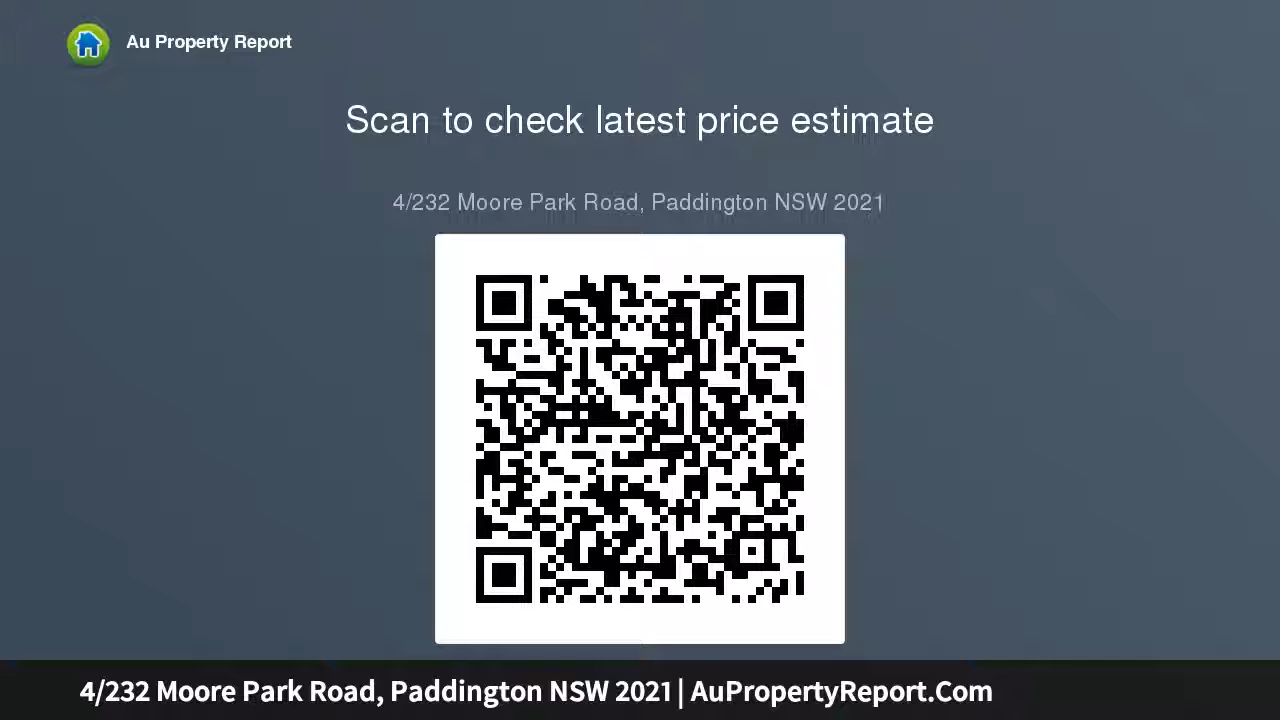 Au Property Report
Scan to check latest price estimate
4/232 Moore Park Road, Paddington NSW 2021
4/232 Moore Park Road, Paddington NSW 2021 | AuPropertyReport.Com